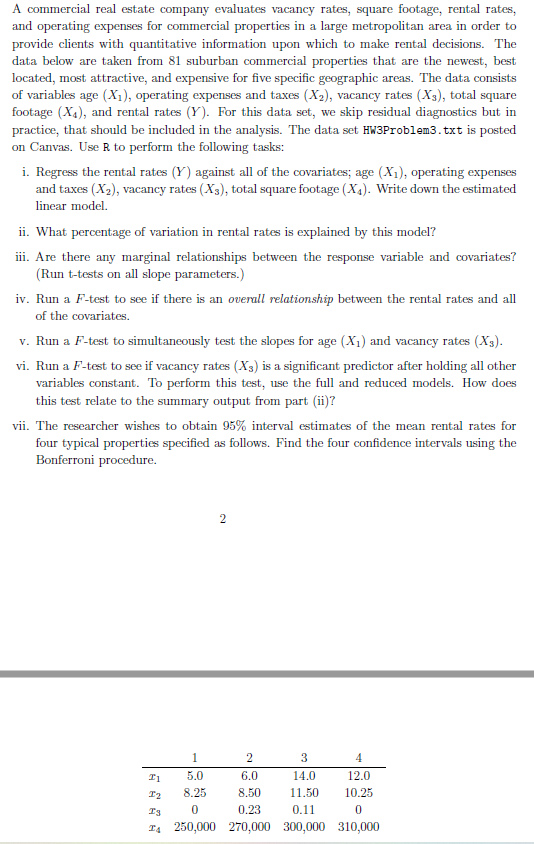 A commercial real estate company evaluates vacancy rates, square footage, rental rates,
and operating expenses for commercial properties in a large metropolitan area in order to
provide clients with quantitative information upon which to make rental decisions. The
data below are taken from 81 suburban commercial properties that are the newest, best
located, most attractive, and expensive for five specific geographic areas. The data consists
of variables age (X₁), operating expenses and taxes (X₂), vacancy rates (X₃), total square
footage (X₄), and rental rates (Y). For this data set, we skip residual diagnostics but in
practice, that should be included in the analysis. The data set HW3Problem3.txt is posted
on Canvas. Use R to perform the following tasks:
i. Regress the rental rates (Y) against all of the covariates; age (X₁), operating expenses
and taxes (X₂), vacancy rates (X₃), total square footage (X₄). Write down the estimated
linear model.
ii. What percentage of variation in rental rates is explained by this model?
iii. Are there any marginal relationships between the response variable and covariates?
(Run t-tests on all slope parameters.)
iv. Run a F-test to see if there is an overall relationship between the rental rates and all
of the covariates.
v. Run a F-test to simultaneously test the slopes for age (X₁) and vacancy rates (X₃).
vi. Run a F-test to see if vacancy rates (X₃) is a significant predictor after holding all other
variables constant. To perform this test, use the full and reduced models. How does
this test relate to the summary output from part (ii)?
vii. The researcher wishes to obtain 95% interval estimates of the mean rental rates for
four typical properties specified as follows. Find the four confidence intervals using the
Bonferroni procedure.
2
1 2 3 4
x₁ 5.0 6.0 14.0 12.0
x₂ 8.25 8.50 11.50 10.25
x₃ 0 0.23 0.11 0
x₄ 250,000 270,000 300,000 310,000